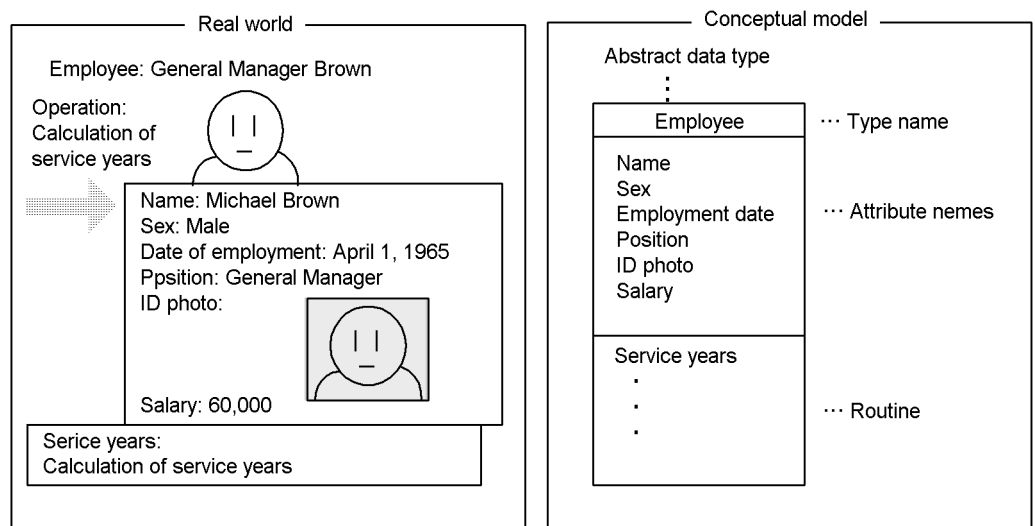 Real world
Employee: General Manager Brown
Operation:
Calculation of
service years
Name: Michael Brown
Sex: Male
Date of employment: April 1, 1965
Ppsition: General Manager
ID photo:
Salary: 60,000
Serice years:
Calculation of service years
Conceptual model
Abstract data type
Employee
··· Type name
Name
Sex
Employment date
··· Attribute nemes
Position
ID photo
Salary
Service years
··· Routine